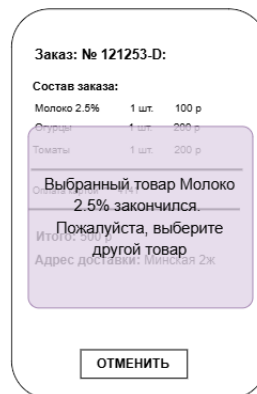 Заказ: № 121253-D:
Состав заказа:
Молоко 2.5% 1 шт. 100 р
Огурцы 1 шт. 200 р
Томаты 1 шт. 200 р
Выбранный товар Молоко
2.5% закончился.
Пожалуйста, выберите
другой товар
Итого: 500 р
Адрес доставки: Минская 2ж
ОТМЕНИТЬ